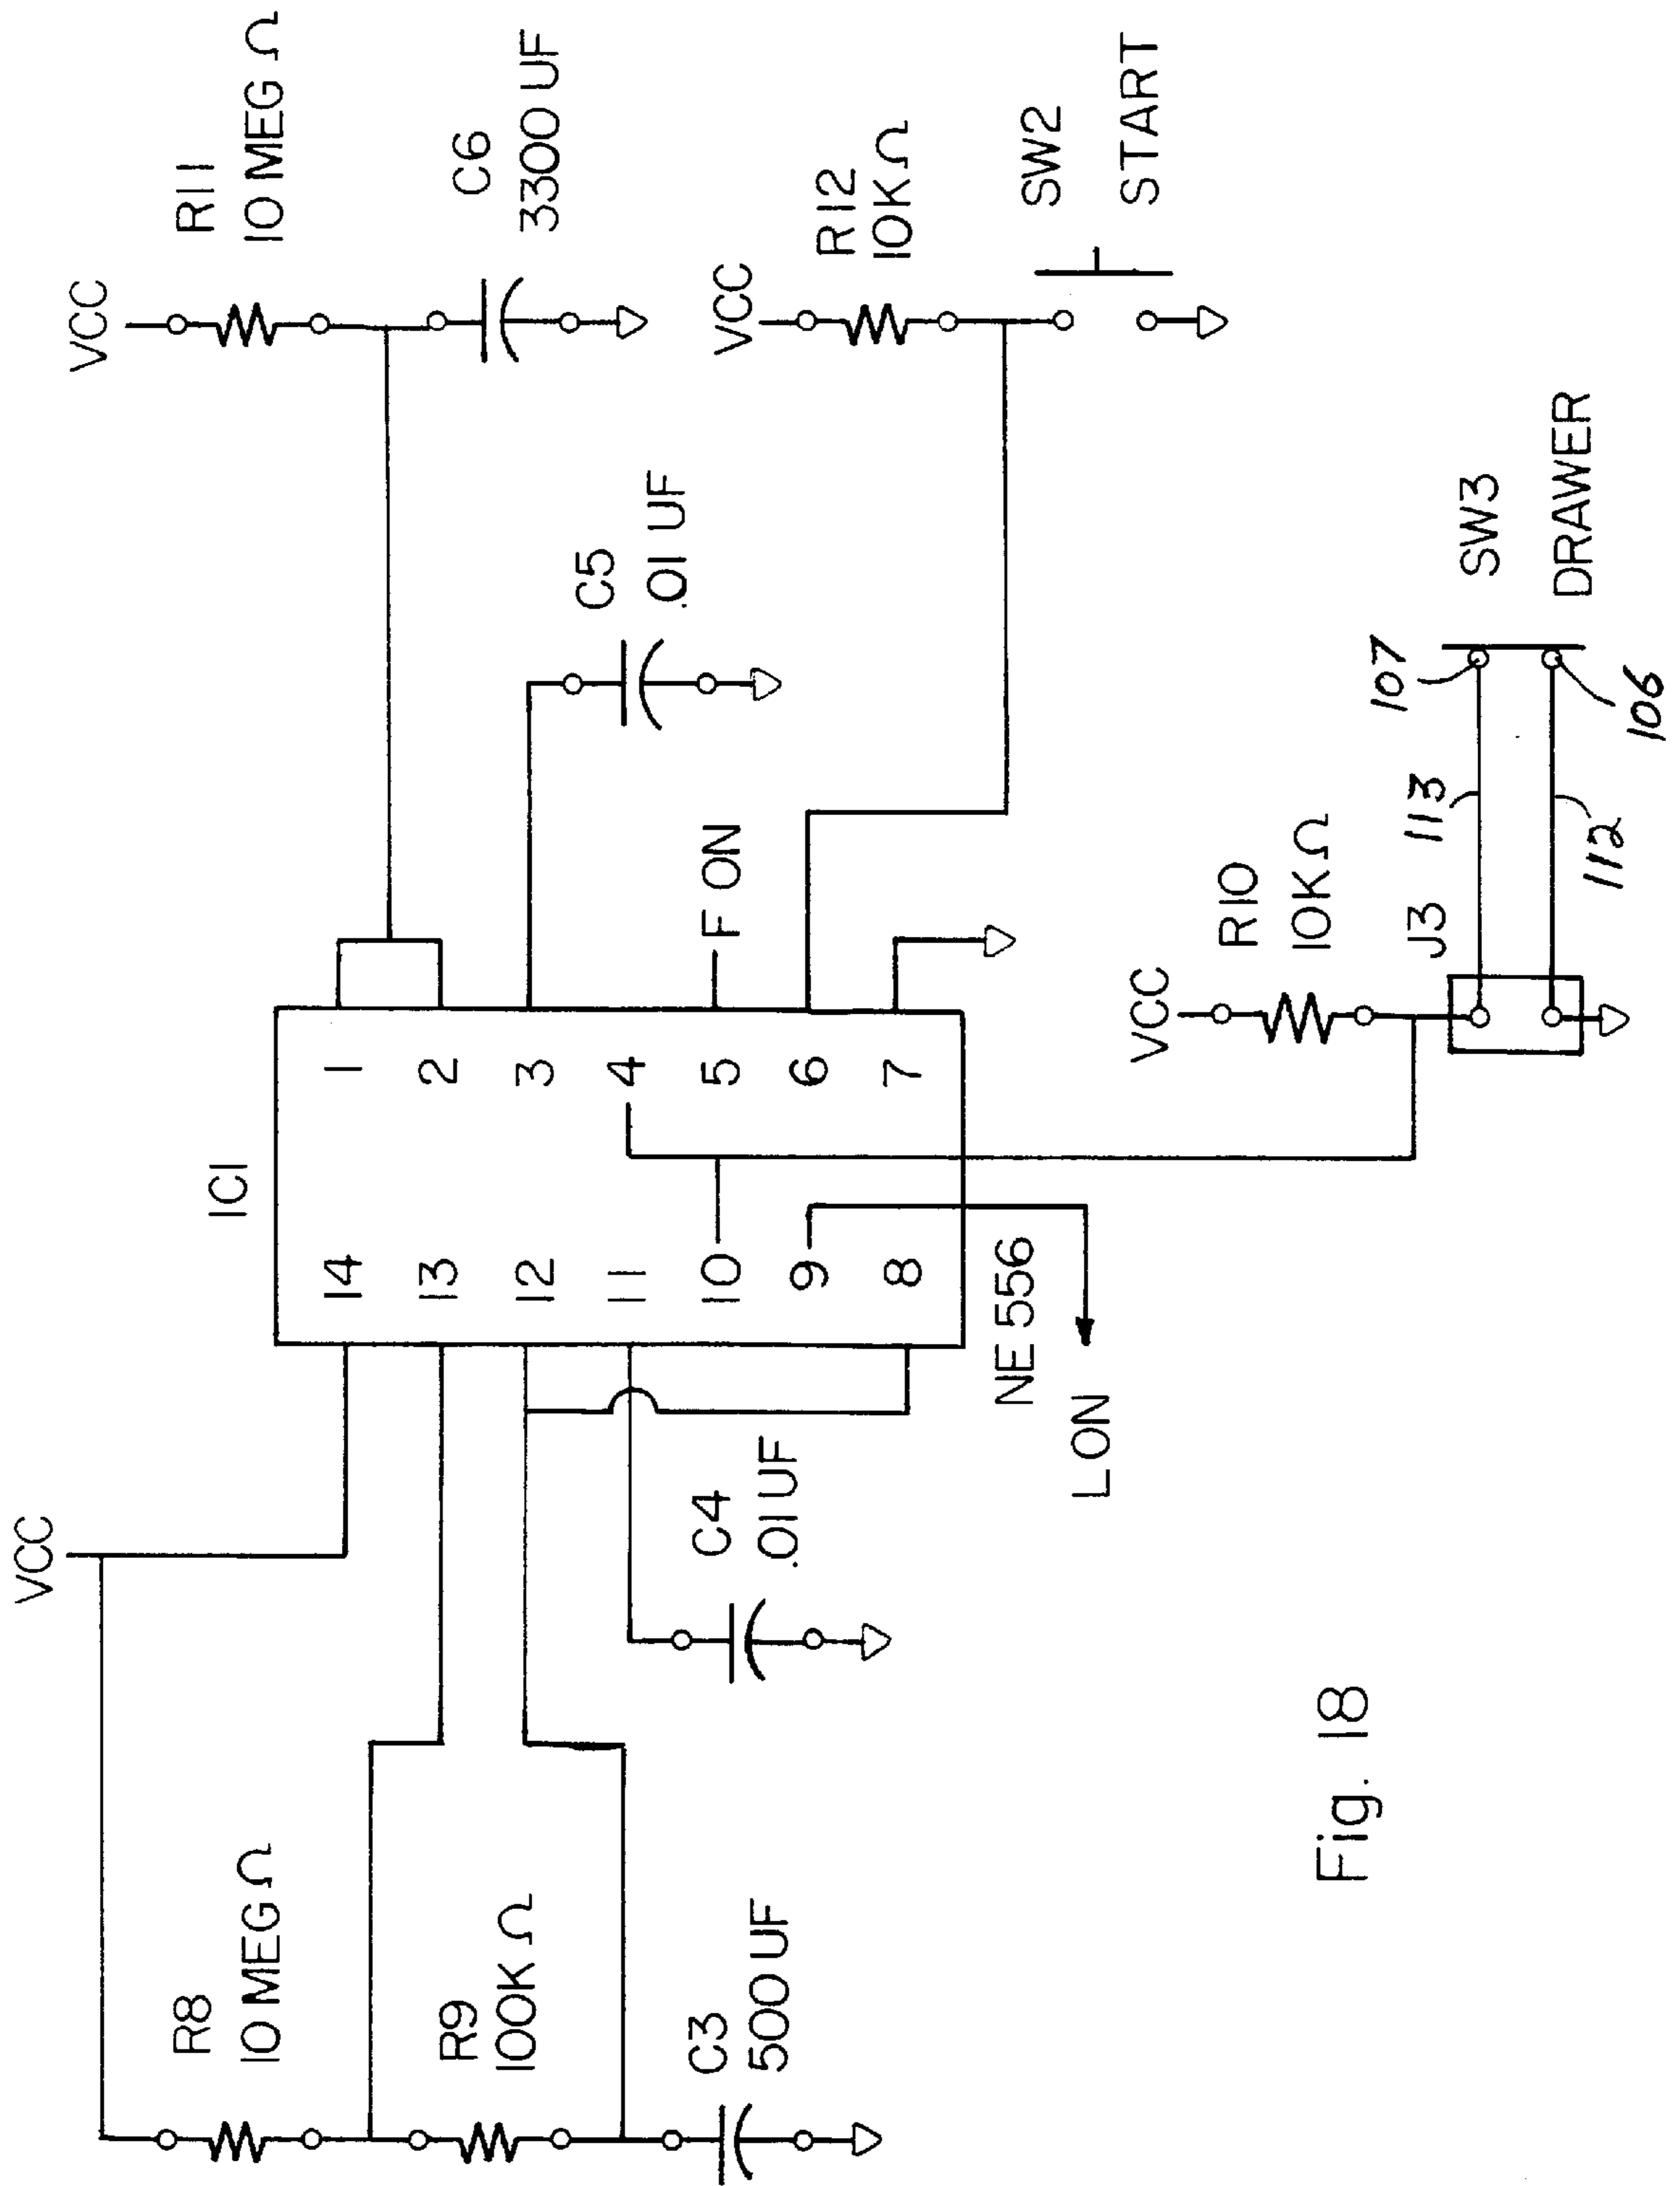 VCC
R8
10 MEG Ω
R9
100K Ω
C3
500 UF
C4
.01 UF
IC1
14
13
12
11
10
9
8
1
2
3
4
5
6
7
NE 556
L ON
F ON
C5
.01 UF
VCC
R11
10 MEG Ω
C6
3300 UF
VCC
R12
10K Ω
SW2
START
VCC
R10
10K Ω
J3
113
112
107
106
SW3
DRAWER
Fig. 18